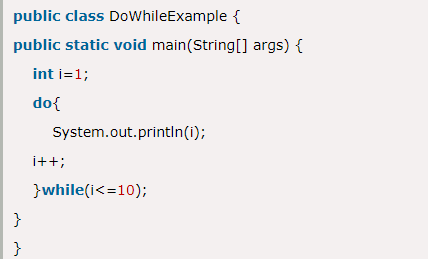 public class DoWhileExample {
public static void main(String[] args) {
int i=1;
do{
System.out.println(i);
i++;
}while(i<=10);
}
}